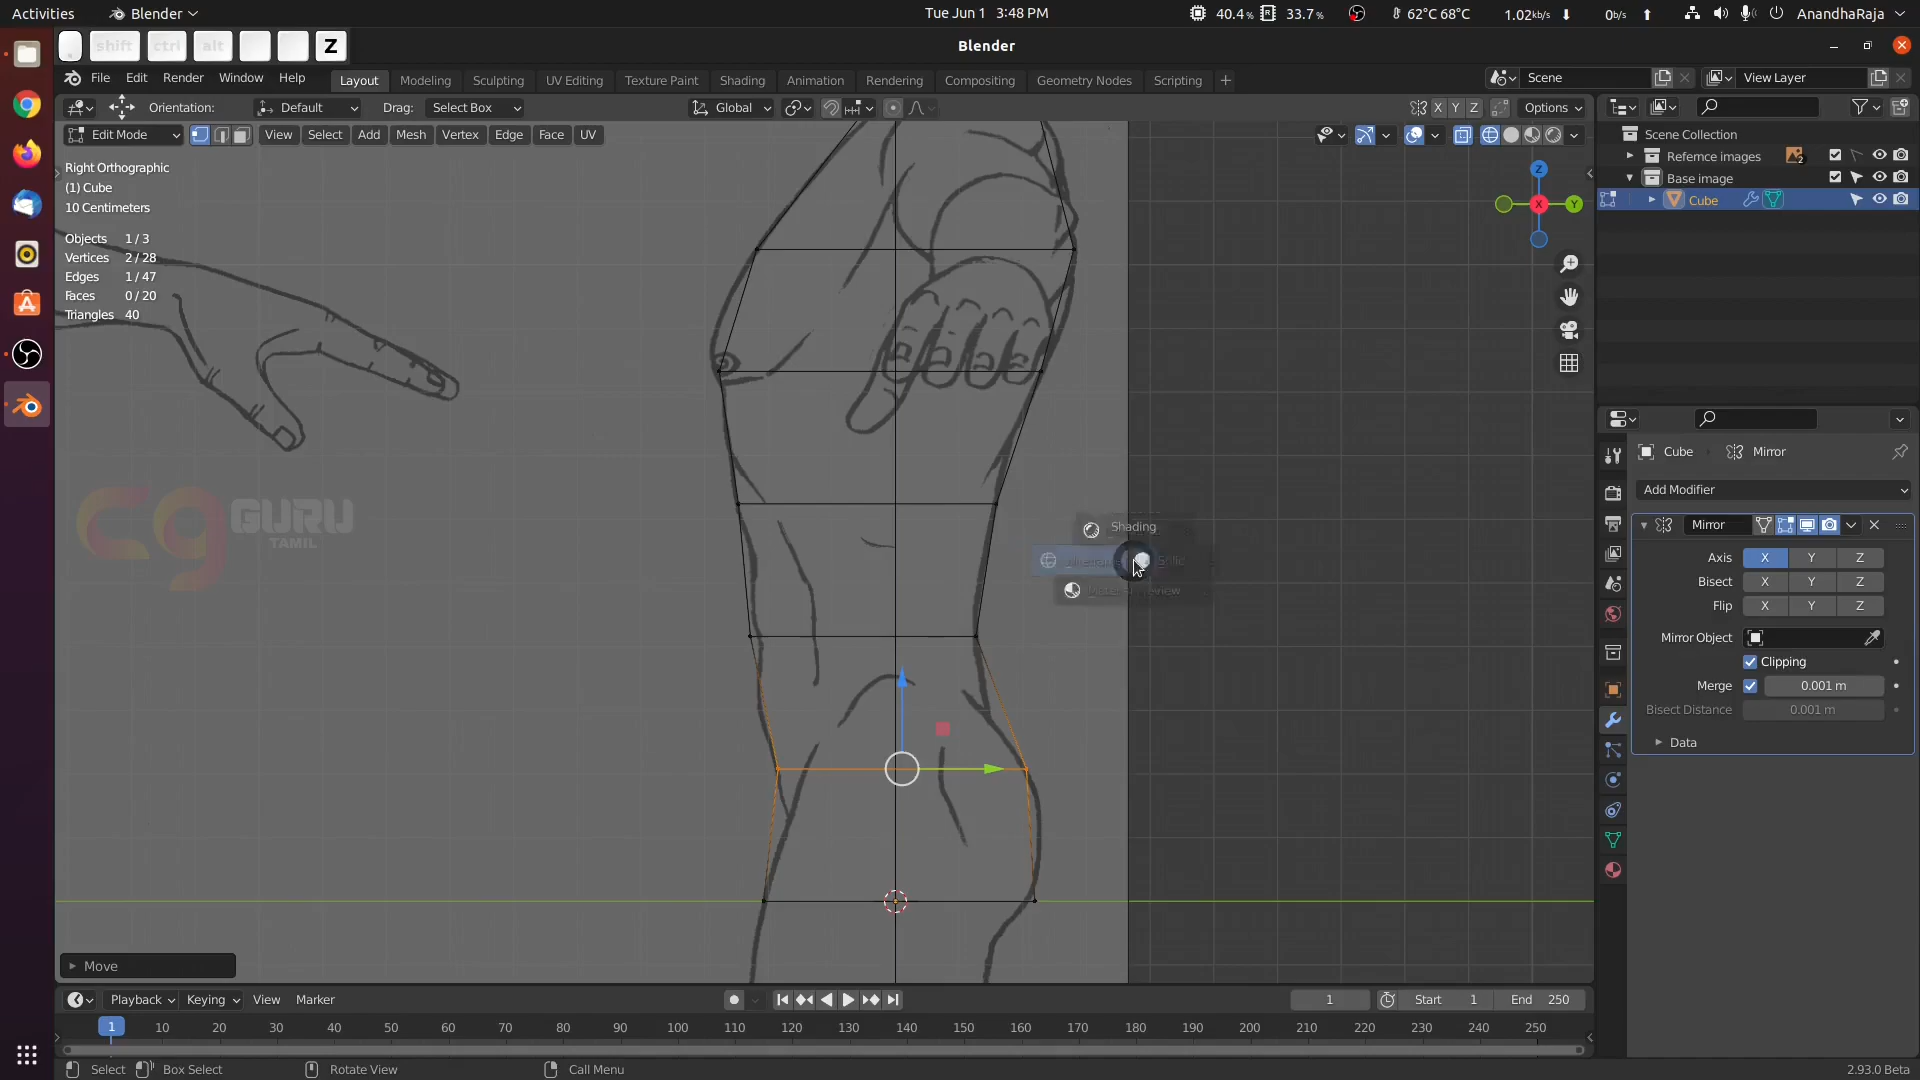 Activities
Blender
Tue Jun 1 3:48 PM
40.4%
33.7%
62°C 68°C
1.02kb/s
0b/s
AnandhaRaja
shift
ctrl
alt
Z
Blender
File Edit Render Window Help
Layout Modeling Sculpting UV Editing Texture Paint Shading Animation Rendering Compositing Geometry Nodes Scripting +
Scene
View Layer
Orientation: Default Drag: Select Box
Global
X Y Z
Options
Edit Mode View Select Add Mesh Vertex Edge Face UV
Scene Collection
Refernce images 2
Base image
Cube
Right Orthographic
(1) Cube
10 Centimeters
Objects 1/3
Vertices 2/28
Edges 1/47
Faces 0/20
Triangles 40
Z
X
Y
Cube Mirror
Add Modifier
Mirror
Axis X Y Z
Bisect X Y Z
Flip X Y Z
Mirror Object
Clipping
Merge 0.001 m
Bisect Distance 0.001 m
Data
cg GURU
TAMIL
Shading
Wireframe
Solid
Material Preview
Move
Playback Keying View Marker
1
Start 1
End 250
1 10 20 30 40 50 60 70 80 90 100 110 120 130 140 150 160 170 180 190 200 210 220 230 240 250
Select Box Select Rotate View Call Menu
2.93.0 Beta